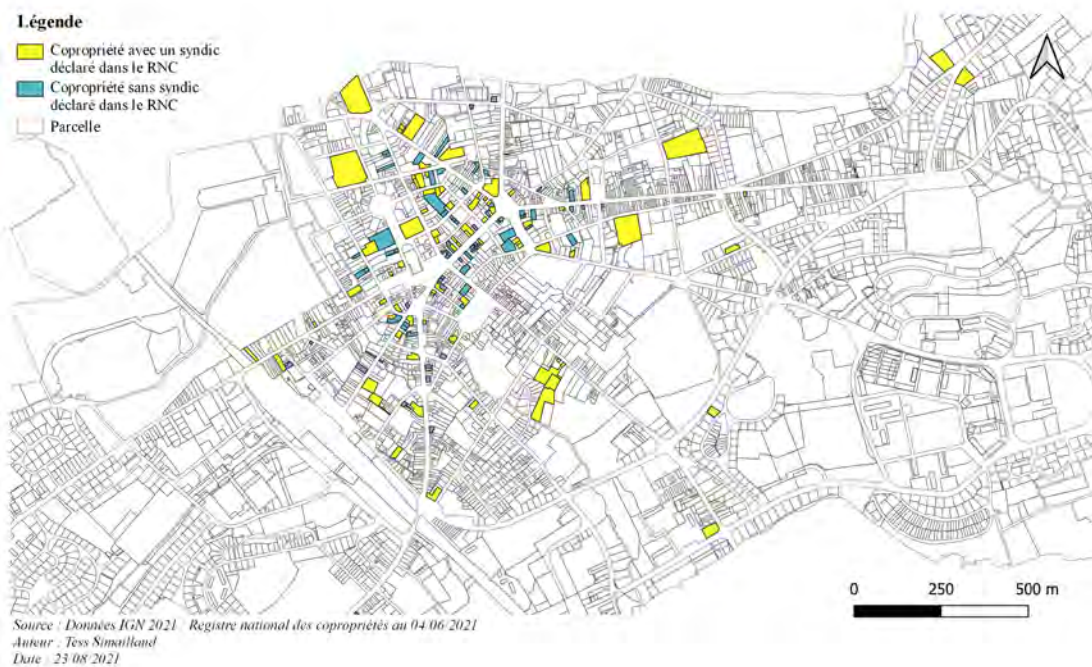 Légende
Copropriété avec un syndic
déclaré dans le RNC
Copropriété sans syndic
déclaré dans le RNC
Parcelle
0 250 500 m
Source : Données IGN 2021 Registre national des copropriétés au 04/06/2021
Auteur : Tess Simailland
Date : 23/08/2021